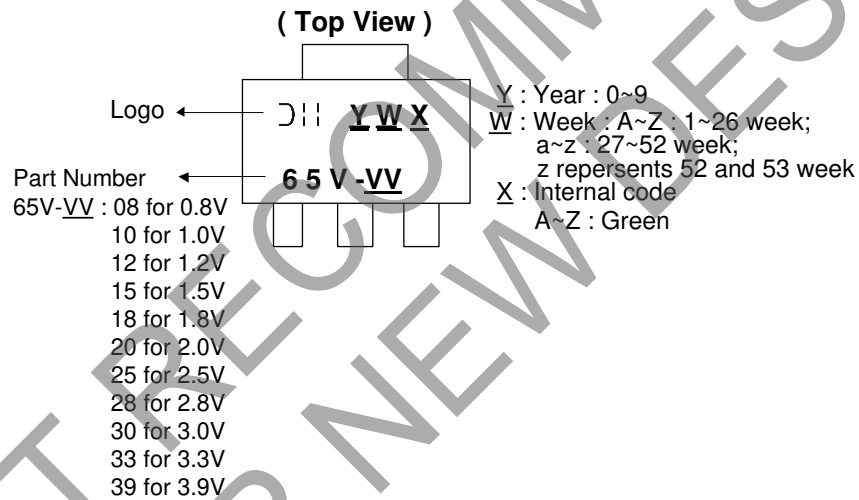 ( Top View )
Logo
Y W X
Part Number
6 5 V -VV
65V-VV : 08 for 0.8V
10 for 1.0V
12 for 1.2V
15 for 1.5V
18 for 1.8V
20 for 2.0V
25 for 2.5V
28 for 2.8V
30 for 3.0V
33 for 3.3V
39 for 3.9V
Y : Year : 0~9
W : Week : A~Z : 1~26 week;
a~z : 27~52 week;
z repersents 52 and 53 week
X : Internal code
A~Z : Green
T RECOMM
R NEW DES